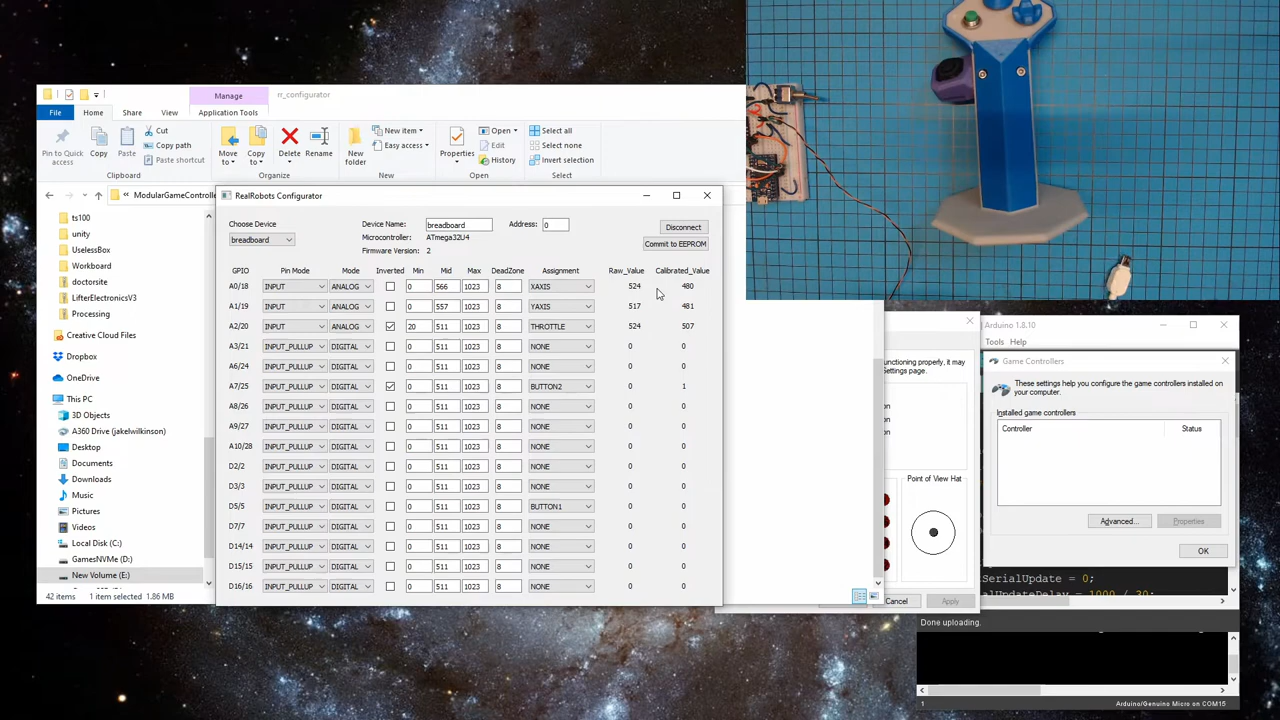 Manage
rr_configurator
File
Home
Share
View
Application Tools
Pin to Quick access
Copy
Paste
Cut
Copy path
Paste shortcut
Clipboard
Move to
Copy to
Delete
Rename
Organize
New folder
New item
Easy access
New
Properties
Open
Edit
History
Open
Select all
Select none
Invert selection
Select
ModularGameControlle
ts100
unity
UselessBox
Workboard
doctorsite
LifterElectronicsV3
Processing
Creative Cloud Files
Dropbox
OneDrive
This PC
3D Objects
A360 Drive (jakelwilkinson)
Desktop
Documents
Downloads
Music
Pictures
Videos
Local Disk (C:)
GamesNVMe (D:)
New Volume (E:)
42 items
1 item selected
1.86 MB
RealRobots Configurator
Choose Device
breadboard
Device Name: breadboard
Address: 0
Microcontroller: ATmega32U4
Firmware Version: 2
Disconnect
Commit to EEPROM
GPIO Pin Mode Mode Inverted Min Mid Max DeadZone Assignment Raw_Value Calibrated_Value
A0/18 INPUT ANALOG 0 566 1023 8 XAXIS 524 480
A1/19 INPUT ANALOG 0 557 1023 8 YAXIS 517 481
A2/20 INPUT ANALOG 20 511 1023 8 THROTTLE 524 507
A3/21 INPUT_PULLUP DIGITAL 0 511 1023 8 NONE 0 0
A6/24 INPUT_PULLUP DIGITAL 0 511 1023 8 NONE 0 0
A7/25 INPUT_PULLUP DIGITAL 0 511 1023 8 BUTTON2 0 1
A8/26 INPUT_PULLUP DIGITAL 0 511 1023 8 NONE 0 0
A9/27 INPUT_PULLUP DIGITAL 0 511 1023 8 NONE 0 0
A10/28 INPUT_PULLUP DIGITAL 0 511 1023 8 NONE 0 0
D2/2 INPUT_PULLUP DIGITAL 0 511 1023 8 NONE 0 0
D3/3 INPUT_PULLUP DIGITAL 0 511 1023 8 NONE 0 0
D5/5 INPUT_PULLUP DIGITAL 0 511 1023 8 BUTTON1 0 0
D7/7 INPUT_PULLUP DIGITAL 0 511 1023 8 NONE 0 0
D14/14 INPUT_PULLUP DIGITAL 0 511 1023 8 NONE 0 0
D15/15 INPUT_PULLUP DIGITAL 0 511 1023 8 NONE 0 0
D16/16 INPUT_PULLUP DIGITAL 0 511 1023 8 NONE 0 0
functioning properly, it may
Settings page.
on
on
on
Point of View Hat
Cancel
Apply
Arduino 1.8.10
Tools Help
Game Controllers
These settings help you configure the game controllers installed on
your computer.
Installed game controllers
Controller
Status
Advanced...
Properties
OK
SerialUpdate = 0;
alUpdateDelay = 1000 / 30;
Done uploading.
1
Arduino/Genuino Micro on COM15